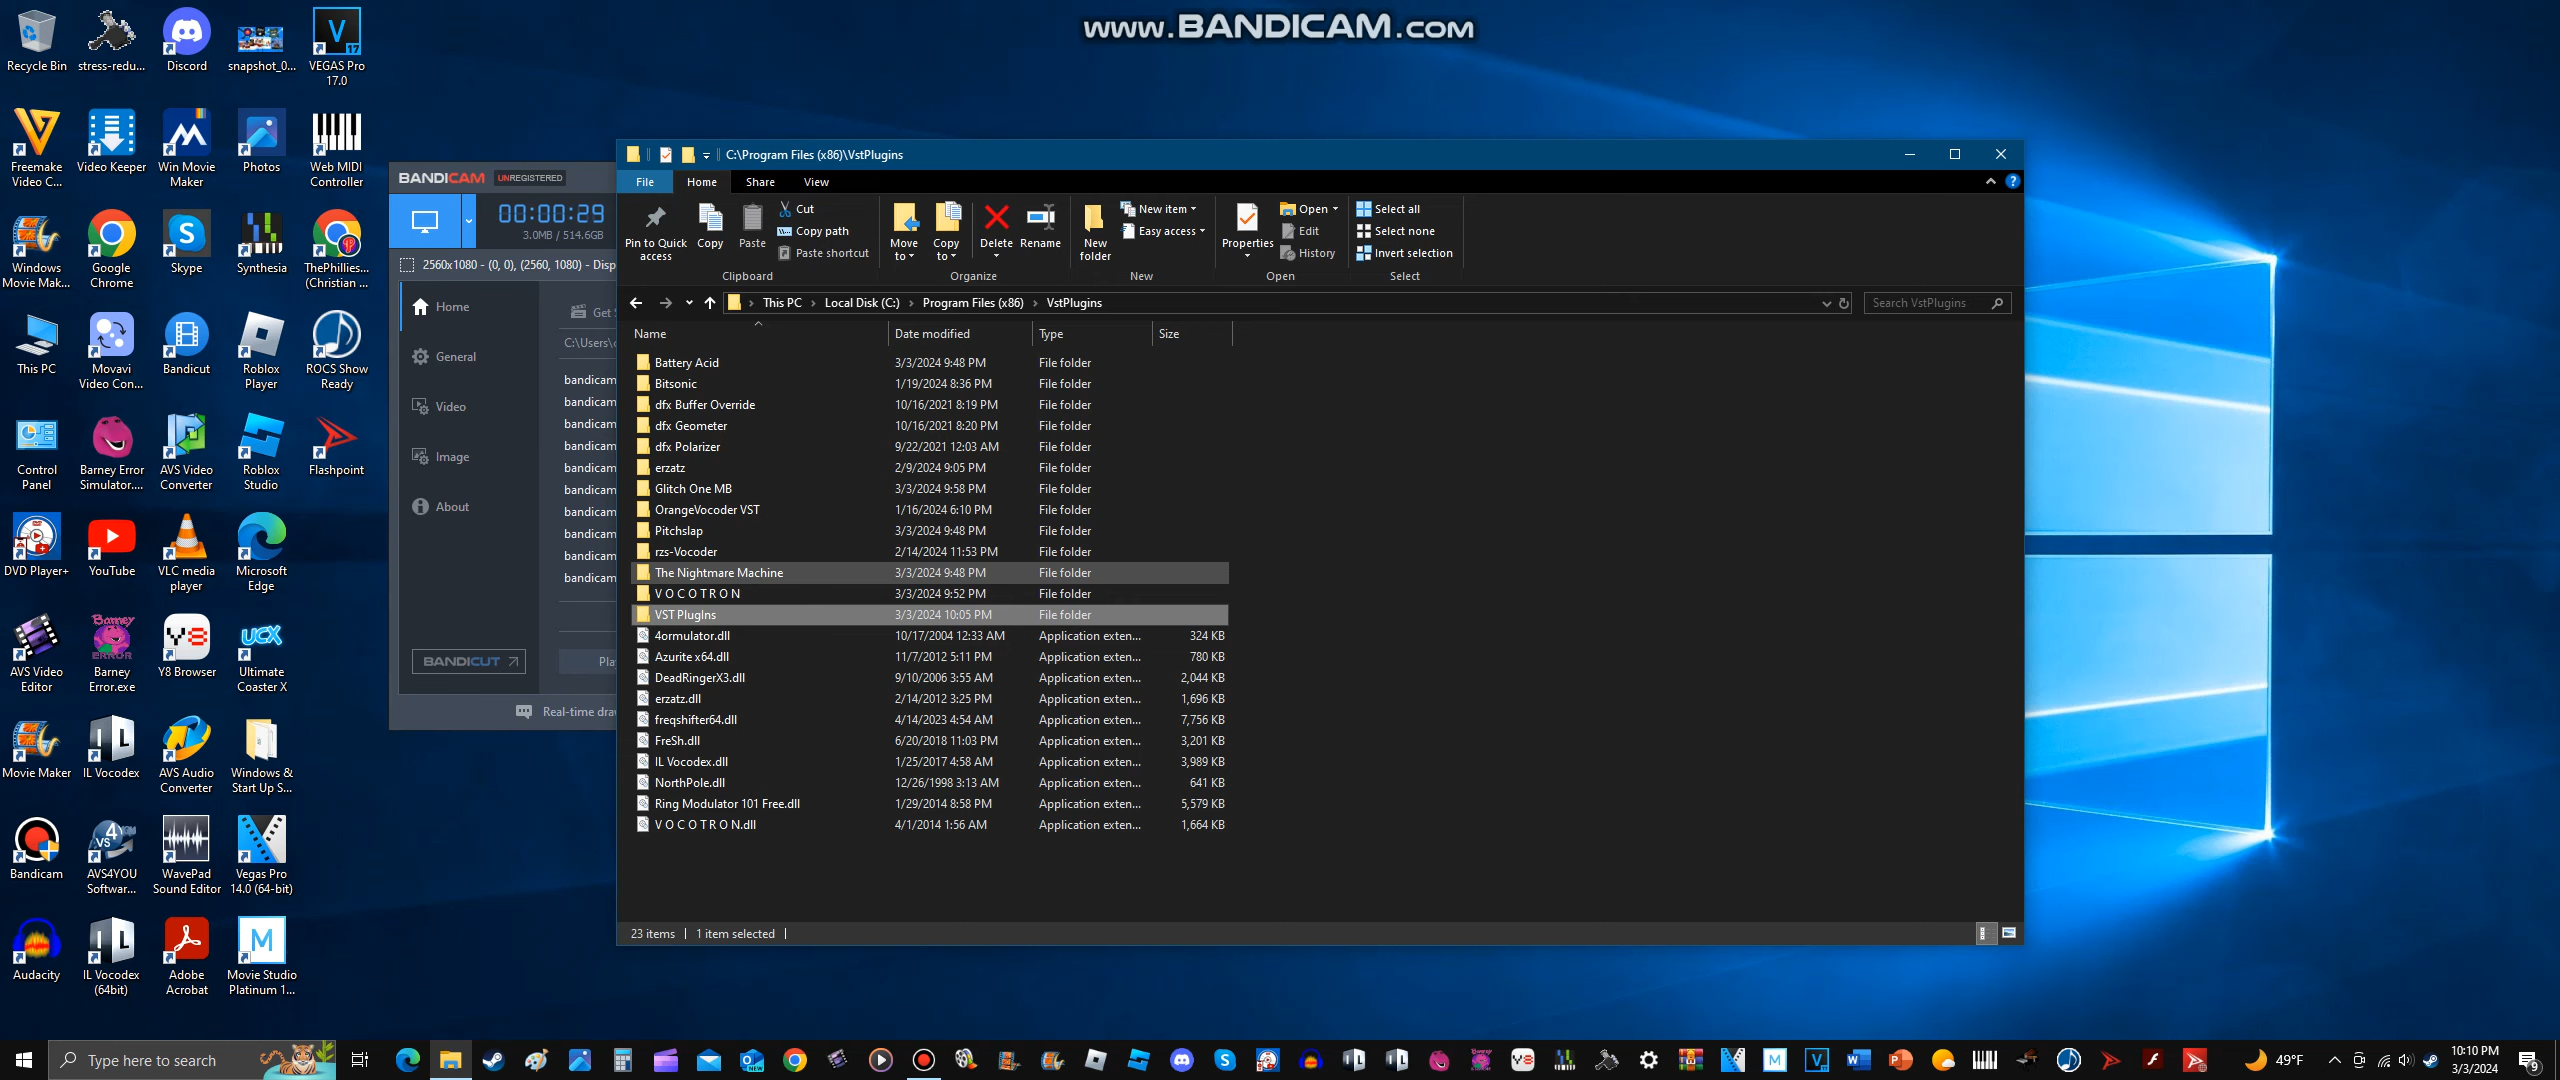 www.BANDICAM.com
Recycle Bin
stress-redu...
Discord
snapshot_0...
VEGAS Pro
17.0
Freemake
Video C...
Video Keeper
Win Movie
Maker
Photos
Web MIDI
Controller
Windows
Movie Mak...
Google
Chrome
Skype
Synthesia
ThePhillies...
(Christian ...
This PC
Movavi
Video Con...
Bandicut
Roblox
Player
ROCS Show
Ready
Control
Panel
Barney Error
Simulator....
AVS Video
Converter
Roblox
Studio
Flashpoint
DVD Player+
YouTube
VLC media
player
Microsoft
Edge
AVS Video
Editor
Barney
Error.exe
Y8 Browser
Ultimate
Coaster X
Movie Maker
IL Vocodex
AVS Audio
Converter
Windows &
Start Up S...
Bandicam
AVS4YOU
Softwar...
WavePad
Sound Editor
Vegas Pro
14.0 (64-bit)
Audacity
IL Vocodex
(64bit)
Adobe
Acrobat
Movie Studio
Platinum 1...
BANDICAM UNREGISTERED
00:00:29
3.0MB / 514.6GB
2560x1080 - (0, 0), (2560, 1080) - Disp
Home
General
Video
Image
About
BANDICUT
Get
C:\Users\
bandicam
bandicam
bandicam
bandicam
bandicam
bandicam
bandicam
bandicam
bandicam
bandicam
Pla
Real-time dra
C:\Program Files (x86)\VstPlugins
File Home Share View
Pin to Quick
access
Copy
Paste
Cut
Copy path
Paste shortcut
Clipboard
Move
to
Copy
to
Delete
Rename
Organize
New
folder
New item
Easy access
New
Properties
Open
Edit
History
Open
Select all
Select none
Invert selection
Select
This PC > Local Disk (C:) > Program Files (x86) > VstPlugins
Search VstPlugins
Name Date modified Type Size
Battery Acid 3/3/2024 9:48 PM File folder
Bitsonic 1/19/2024 8:36 PM File folder
dfx Buffer Override 10/16/2021 8:19 PM File folder
dfx Geometer 10/16/2021 8:20 PM File folder
dfx Polarizer 9/22/2021 12:03 AM File folder
erzatz 2/9/2024 9:05 PM File folder
Glitch One MB 3/3/2024 9:58 PM File folder
OrangeVocoder VST 1/16/2024 6:10 PM File folder
Pitchslap 3/3/2024 9:48 PM File folder
rzs-Vocoder 2/14/2024 11:53 PM File folder
The Nightmare Machine 3/3/2024 9:48 PM File folder
V O C O T R O N 3/3/2024 9:52 PM File folder
VST PlugIns 3/3/2024 10:05 PM File folder
4ormulator.dll 10/17/2004 12:33 AM Application exten... 324 KB
Azurite x64.dll 11/7/2012 5:11 PM Application exten... 780 KB
DeadRingerX3.dll 9/10/2006 3:55 AM Application exten... 2,044 KB
erzatz.dll 2/14/2012 3:25 PM Application exten... 1,696 KB
freqshifter64.dll 4/14/2023 4:54 AM Application exten... 7,756 KB
FreSh.dll 6/20/2018 11:03 PM Application exten... 3,201 KB
IL Vocodex.dll 1/25/2017 4:58 AM Application exten... 3,989 KB
NorthPole.dll 12/26/1998 3:13 AM Application exten... 641 KB
Ring Modulator 101 Free.dll 1/29/2014 8:58 PM Application exten... 5,579 KB
V O C O T R O N.dll 4/1/2014 1:56 AM Application exten... 1,664 KB
23 items 1 item selected
Type here to search
49°F
10:10 PM
3/3/2024
9